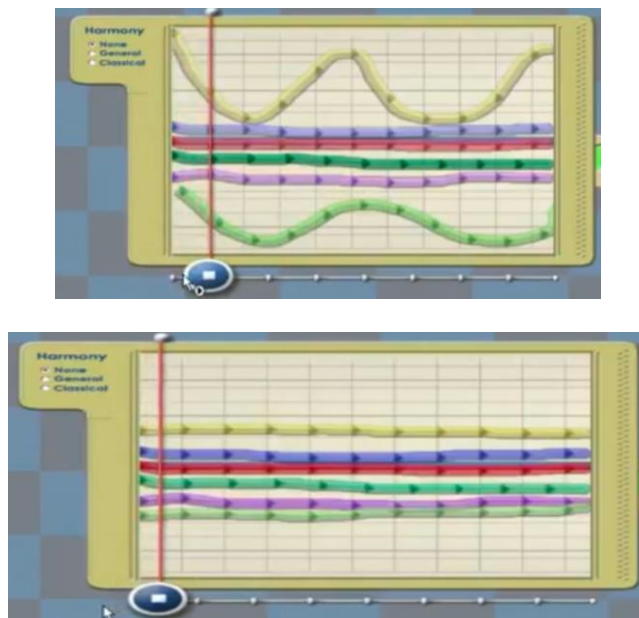 Harmony
None
General
Classical
Harmony
None
General
Classical